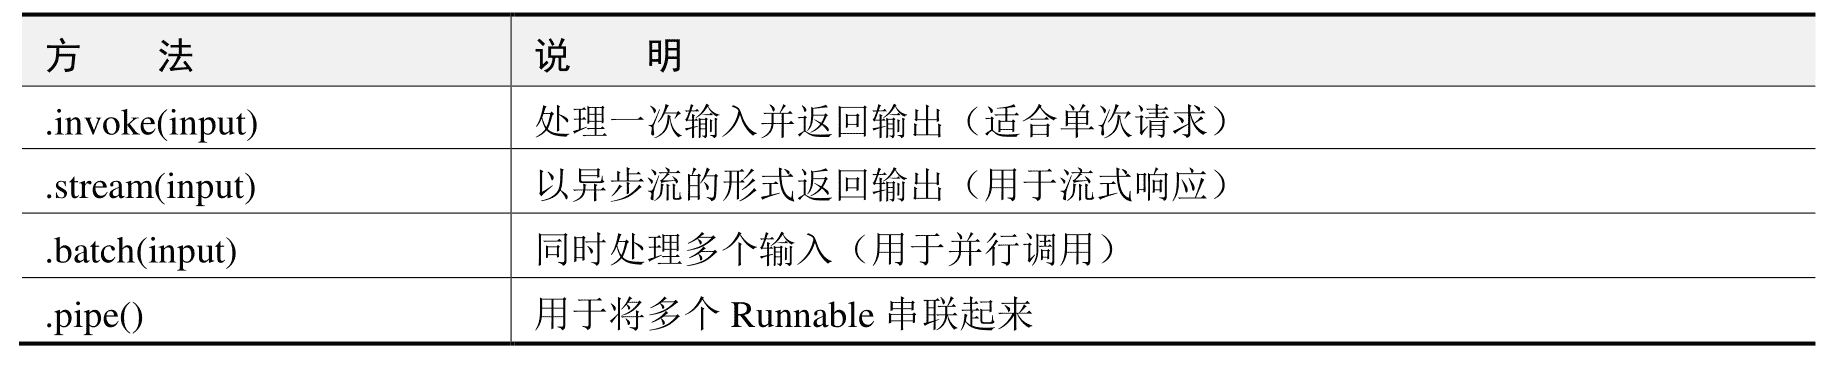 方 法 说 明
.invoke(input) 处理一次输入并返回输出（适合单次请求）
.stream(input) 以异步流的形式返回输出（用于流式响应）
.batch(input) 同时处理多个输入（用于并行调用）
.pipe() 用于将多个 Runnable 串联起来